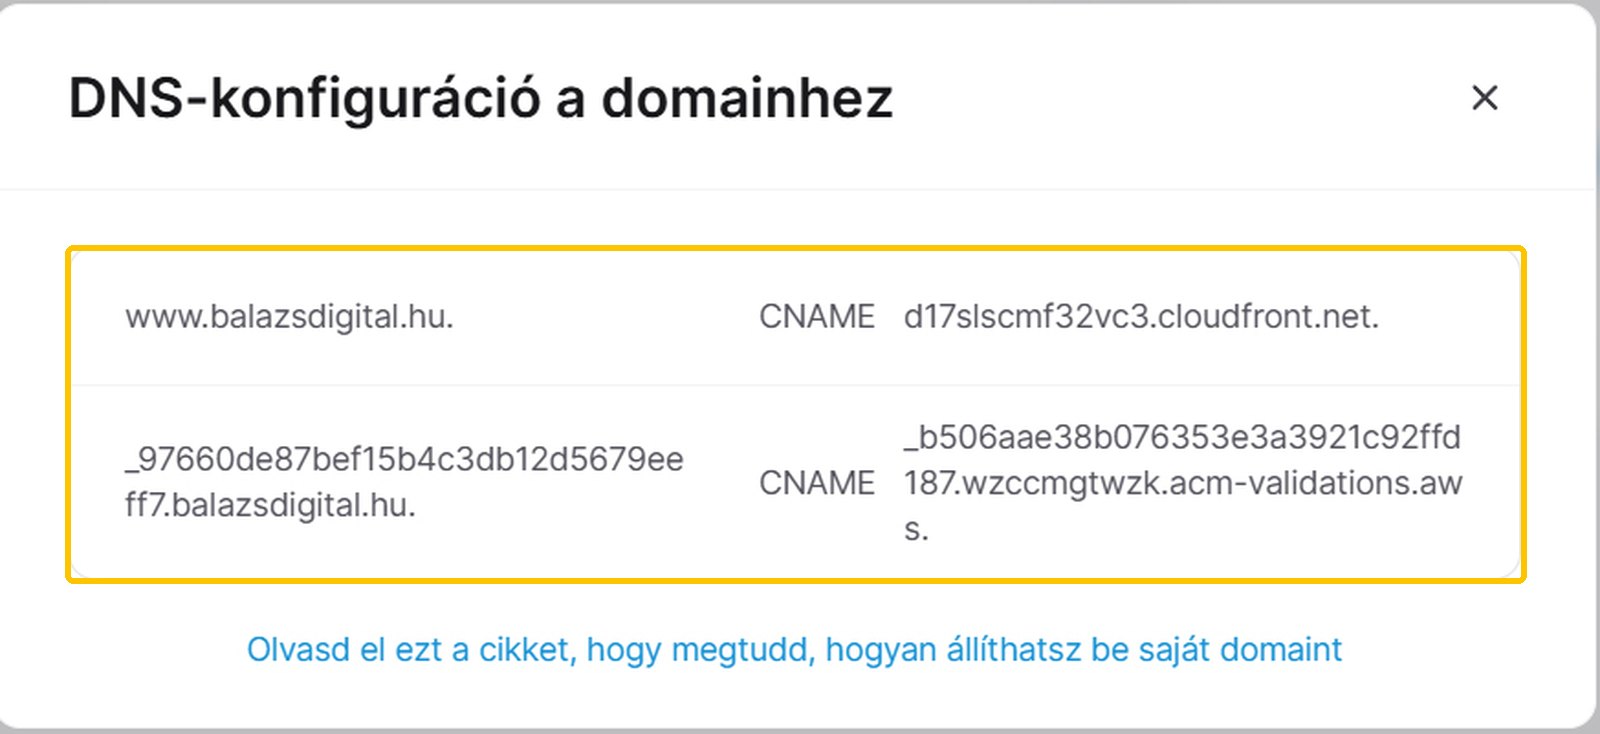 DNS-konfiguráció a domainhez
www.balazsdigital.hu. CNAME d17slscmf32vc3.cloudfront.net.
_97660de87bef15b4c3db12d5679ee
ff7.balazsdigital.hu.
CNAME
_b506aae38b076353e3a3921c92ffd
187.wzccmgtwzk.acm-validations.aw
s.
Olvasd el ezt a cikket, hogy megtudd, hogyan állíthatsz be saját domaint